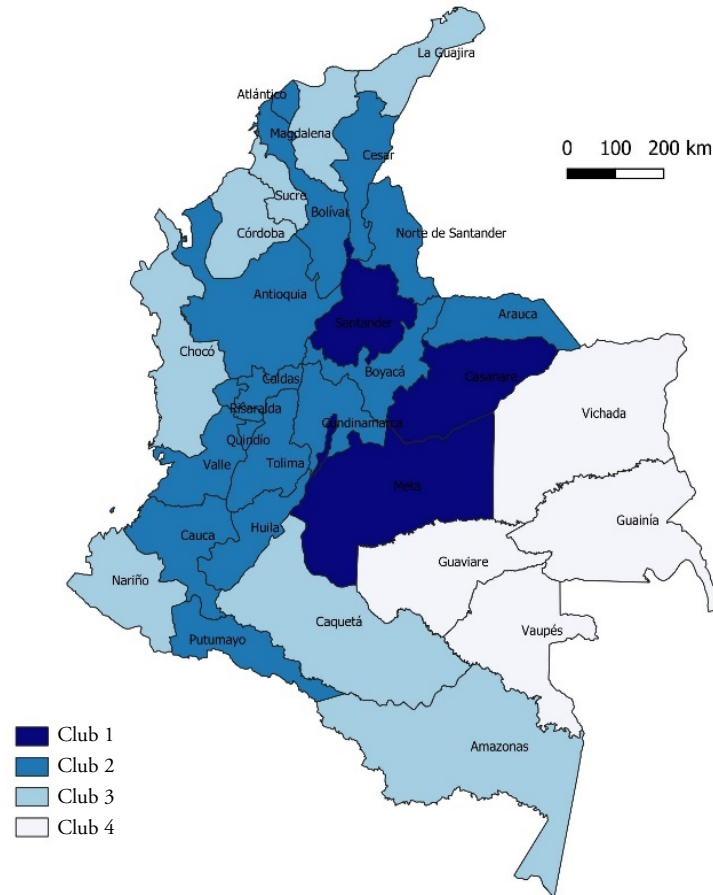 La Guajira
Atlántico
Magdalena
Cesar
0 100 200 km
Sucre
Bolívar
Córdoba
Norte de Santander
Antioquia
Arauca
Santander
Chocó
Boyacá
Caldas
Casanare
Risaralda
Vichada
Cundinamarca
Quindío
Valle
Tolima
Meta
Guainía
Huila
Cauca
Guaviare
Nariño
Caquetá
Vaupés
Putumayo
Amazonas
Club 1
Club 2
Club 3
Club 4